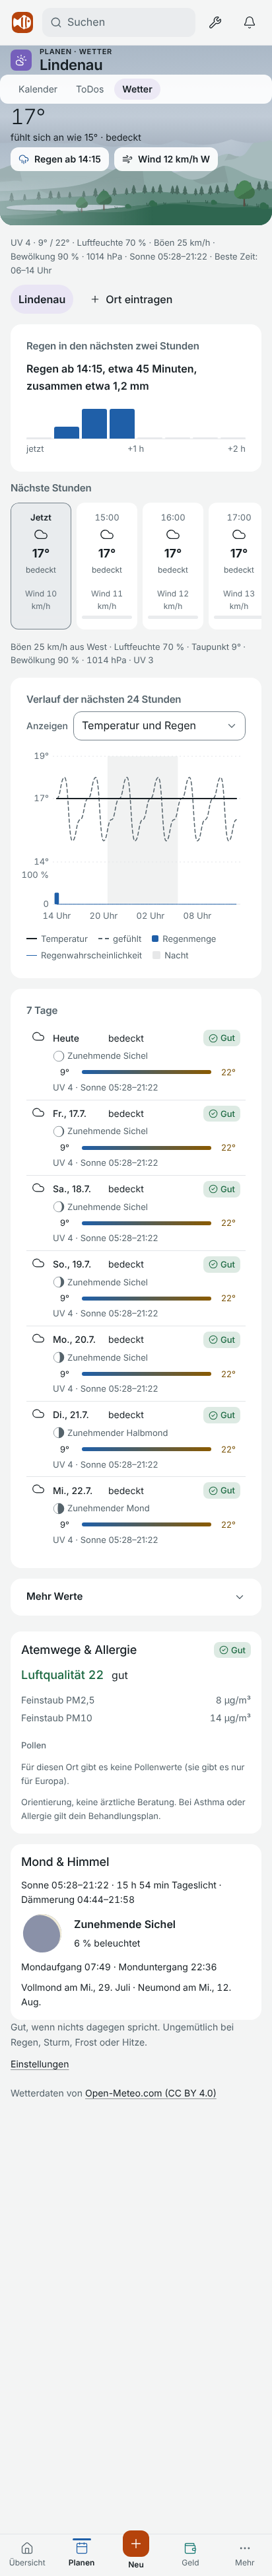 Suchen
PLANEN · WETTER
Lindenau
Kalender ToDos Wetter
17°
fühlt sich an wie 15° · bedeckt
Regen ab 14:15 Wind 12 km/h W
UV 4 · 9° / 22° · Luftfeuchte 70 % · Böen 25 km/h ·
Bewölkung 90 % · 1014 hPa · Sonne 05:28–21:22 · Beste Zeit:
06–14 Uhr
Lindenau + Ort eintragen
Regen in den nächsten zwei Stunden
Regen ab 14:15, etwa 45 Minuten,
zusammen etwa 1,2 mm
jetzt +1 h +2 h
Nächste Stunden
Jetzt 15:00 16:00 17:00
17° 17° 17° 17°
bedeckt bedeckt bedeckt bedeckt
Wind 10 Wind 11 Wind 12 Wind 13
km/h km/h km/h km/h
Böen 25 km/h aus West · Luftfeuchte 70 % · Taupunkt 9° ·
Bewölkung 90 % · 1014 hPa · UV 3
Verlauf der nächsten 24 Stunden
Anzeigen Temperatur und Regen
19°
17°
14°
100 %
0
14 Uhr 20 Uhr 02 Uhr 08 Uhr
Temperatur gefühlt Regenmenge
Regenwahrscheinlichkeit Nacht
7 Tage
Heute bedeckt Gut
Zunehmende Sichel
9° 22°
UV 4 · Sonne 05:28–21:22
Fr., 17.7. bedeckt Gut
Zunehmende Sichel
9° 22°
UV 4 · Sonne 05:28–21:22
Sa., 18.7. bedeckt Gut
Zunehmende Sichel
9° 22°
UV 4 · Sonne 05:28–21:22
So., 19.7. bedeckt Gut
Zunehmende Sichel
9° 22°
UV 4 · Sonne 05:28–21:22
Mo., 20.7. bedeckt Gut
Zunehmende Sichel
9° 22°
UV 4 · Sonne 05:28–21:22
Di., 21.7. bedeckt Gut
Zunehmender Halbmond
9° 22°
UV 4 · Sonne 05:28–21:22
Mi., 22.7. bedeckt Gut
Zunehmender Mond
9° 22°
UV 4 · Sonne 05:28–21:22
Mehr Werte
Atemwege & Allergie Gut
Luftqualität 22 gut
Feinstaub PM2,5 8 µg/m³
Feinstaub PM10 14 µg/m³
Pollen
Für diesen Ort gibt es keine Pollenwerte (sie gibt es nur
für Europa).
Orientierung, keine ärztliche Beratung. Bei Asthma oder
Allergie gilt dein Behandlungsplan.
Mond & Himmel
Sonne 05:28–21:22 · 15 h 54 min Tageslicht ·
Dämmerung 04:44–21:58
Zunehmende Sichel
6 % beleuchtet
Mondaufgang 07:49 · Monduntergang 22:36
Vollmond am Mi., 29. Juli · Neumond am Mi., 12.
Aug.
Gut, wenn nichts dagegen spricht. Ungemütlich bei
Regen, Sturm, Frost oder Hitze.
Einstellungen
Wetterdaten von Open-Meteo.com (CC BY 4.0)
Übersicht Planen Neu Geld Mehr